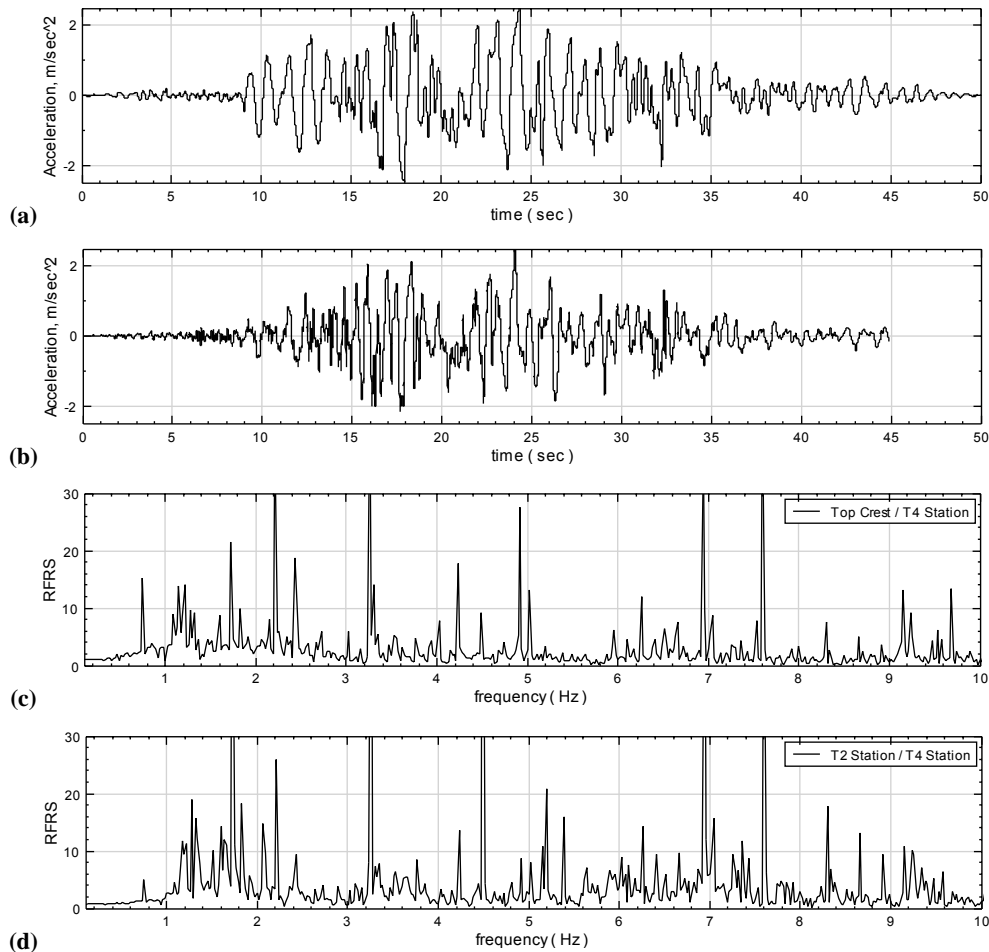 Acceleration, m/sec^2
2
0
-2
0 5 10 15 20 25 30 35 40 45 50
time ( sec )
(a)
Acceleration, m/sec^2
2
0
-2
0 5 10 15 20 25 30 35 40 45 50
time ( sec )
(b)
RFRS
30
20
10
0
Top Crest / T4 Station
1 2 3 4 5 6 7 8 9 10
frequency ( Hz )
(c)
RFRS
30
20
10
0
T2 Station / T4 Station
1 2 3 4 5 6 7 8 9 10
frequency ( Hz )
(d)